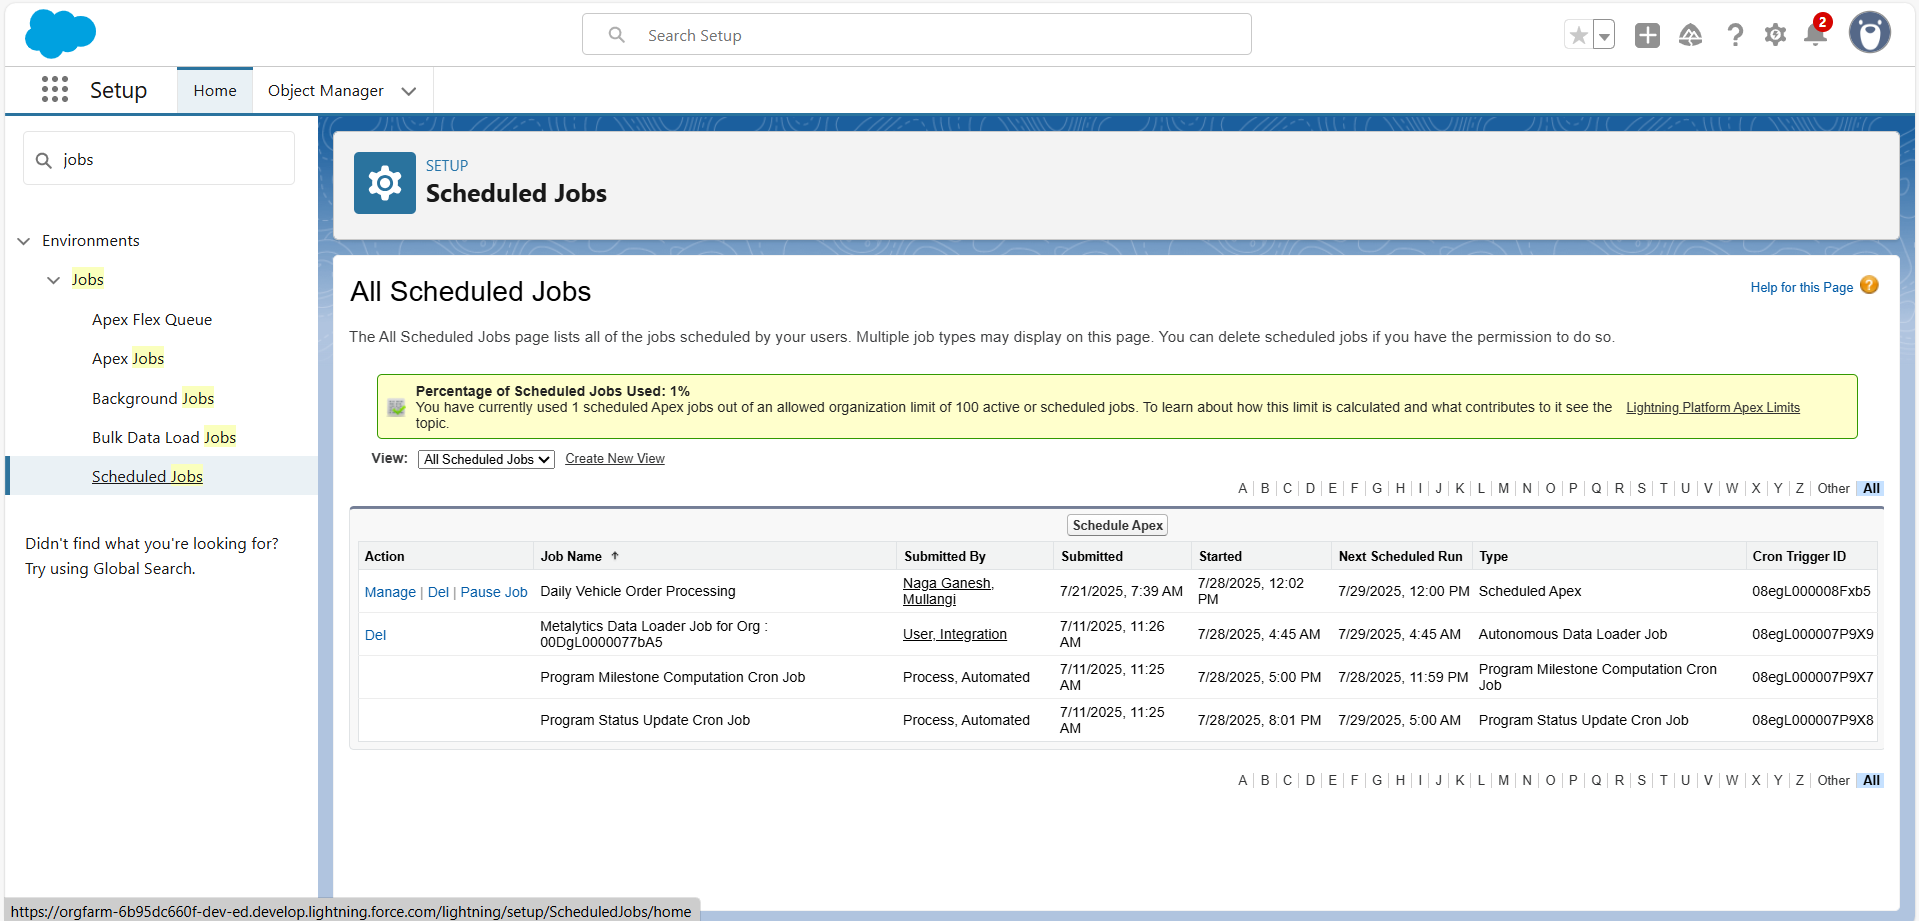 Search Setup
2
Setup
Home
Object Manager
jobs
Environments
Jobs
Apex Flex Queue
Apex Jobs
Background Jobs
Bulk Data Load Jobs
Scheduled Jobs
Didn't find what you're looking for?
Try using Global Search.
SETUP
Scheduled Jobs
All Scheduled Jobs
Help for this Page ?
The All Scheduled Jobs page lists all of the jobs scheduled by your users. Multiple job types may display on this page. You can delete scheduled jobs if you have the permission to do so.
Percentage of Scheduled Jobs Used: 1%
You have currently used 1 scheduled Apex jobs out of an allowed organization limit of 100 active or scheduled jobs. To learn about how this limit is calculated and what contributes to it see the Lightning Platform Apex Limits
topic.
View: All Scheduled Jobs Create New View
A | B | C | D | E | F | G | H | I | J | K | L | M | N | O | P | Q | R | S | T | U | V | W | X | Y | Z | Other | All
Schedule Apex
Action Job Name Submitted By Submitted Started Next Scheduled Run Type Cron Trigger ID
Manage | Del | Pause Job Daily Vehicle Order Processing Naga Ganesh, Mullangi 7/21/2025, 7:39 AM 7/28/2025, 12:02 PM 7/29/2025, 12:00 PM Scheduled Apex 08egL000008Fxb5
Del Metalytics Data Loader Job for Org : 00DgL0000077bA5 User, Integration 7/11/2025, 11:26 AM 7/28/2025, 4:45 AM 7/29/2025, 4:45 AM Autonomous Data Loader Job 08egL000007P9X9
Program Milestone Computation Cron Job Process, Automated 7/11/2025, 11:25 AM 7/28/2025, 5:00 PM 7/28/2025, 11:59 PM Program Milestone Computation Cron Job 08egL000007P9X7
Program Status Update Cron Job Process, Automated 7/11/2025, 11:25 AM 7/28/2025, 8:01 PM 7/29/2025, 5:00 AM Program Status Update Cron Job 08egL000007P9X8
A | B | C | D | E | F | G | H | I | J | K | L | M | N | O | P | Q | R | S | T | U | V | W | X | Y | Z | Other | All
https://orgfarm-6b95dc660f-dev-ed.develop.lightning.force.com/lightning/setup/ScheduledJobs/home